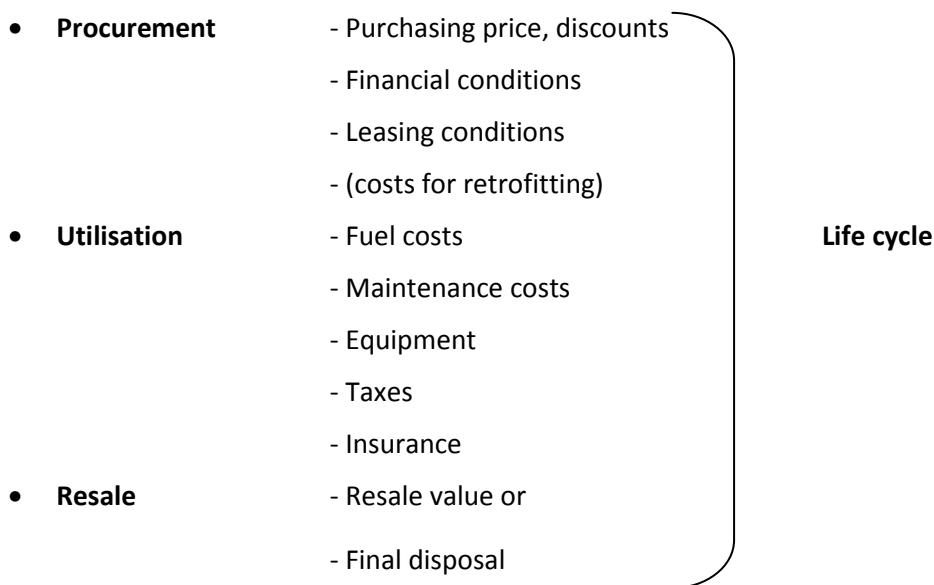 • Procurement - Purchasing price, discounts
- Financial conditions
- Leasing conditions
- (costs for retrofitting)
• Utilisation - Fuel costs Life cycle
- Maintenance costs
- Equipment
- Taxes
- Insurance
• Resale - Resale value or
- Final disposal